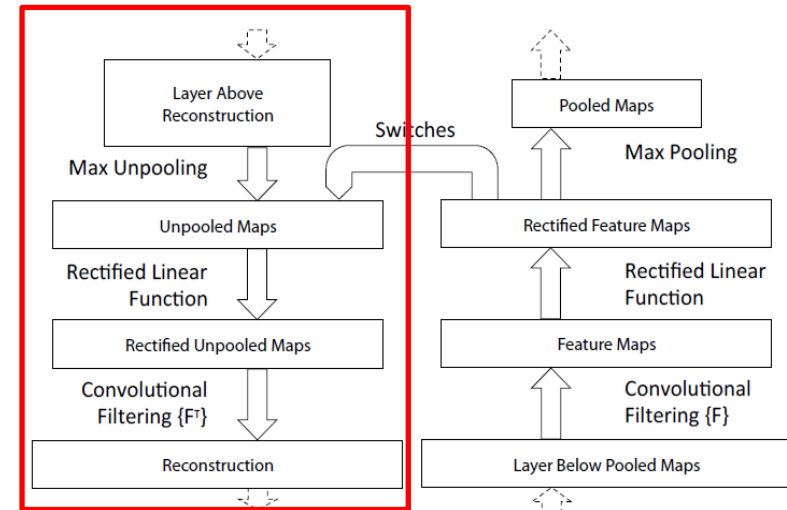 Layer Above
Reconstruction
Max Unpooling
Unpooled Maps
Rectified Linear
Function
Rectified Unpooled Maps
Convolutional
Filtering {Fᵀ}
Reconstruction
Switches
Pooled Maps
Max Pooling
Rectified Feature Maps
Rectified Linear
Function
Feature Maps
Convolutional
Filtering {F}
Layer Below Pooled Maps